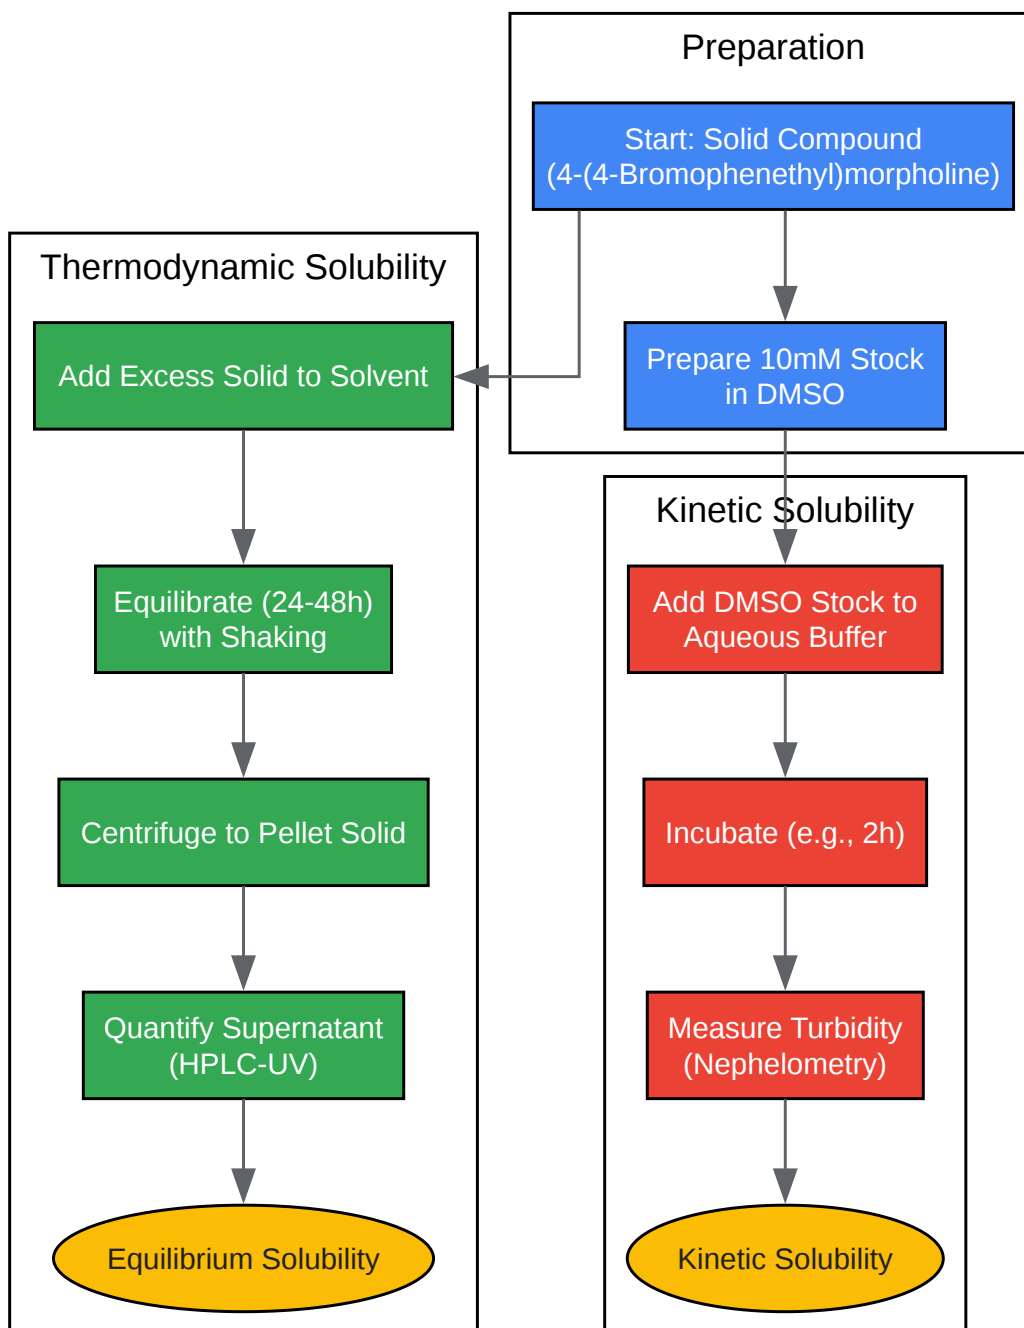 Preparation
Start: Solid Compound
(4-(4-Bromophenethyl)morpholine)
Prepare 10mM Stock
in DMSO
Thermodynamic Solubility
Add Excess Solid to Solvent
Equilibrate (24-48h)
with Shaking
Centrifuge to Pellet Solid
Quantify Supernatant
(HPLC-UV)
Equilibrium Solubility
Kinetic Solubility
Add DMSO Stock to
Aqueous Buffer
Incubate (e.g., 2h)
Measure Turbidity
(Nephelometry)
Kinetic Solubility